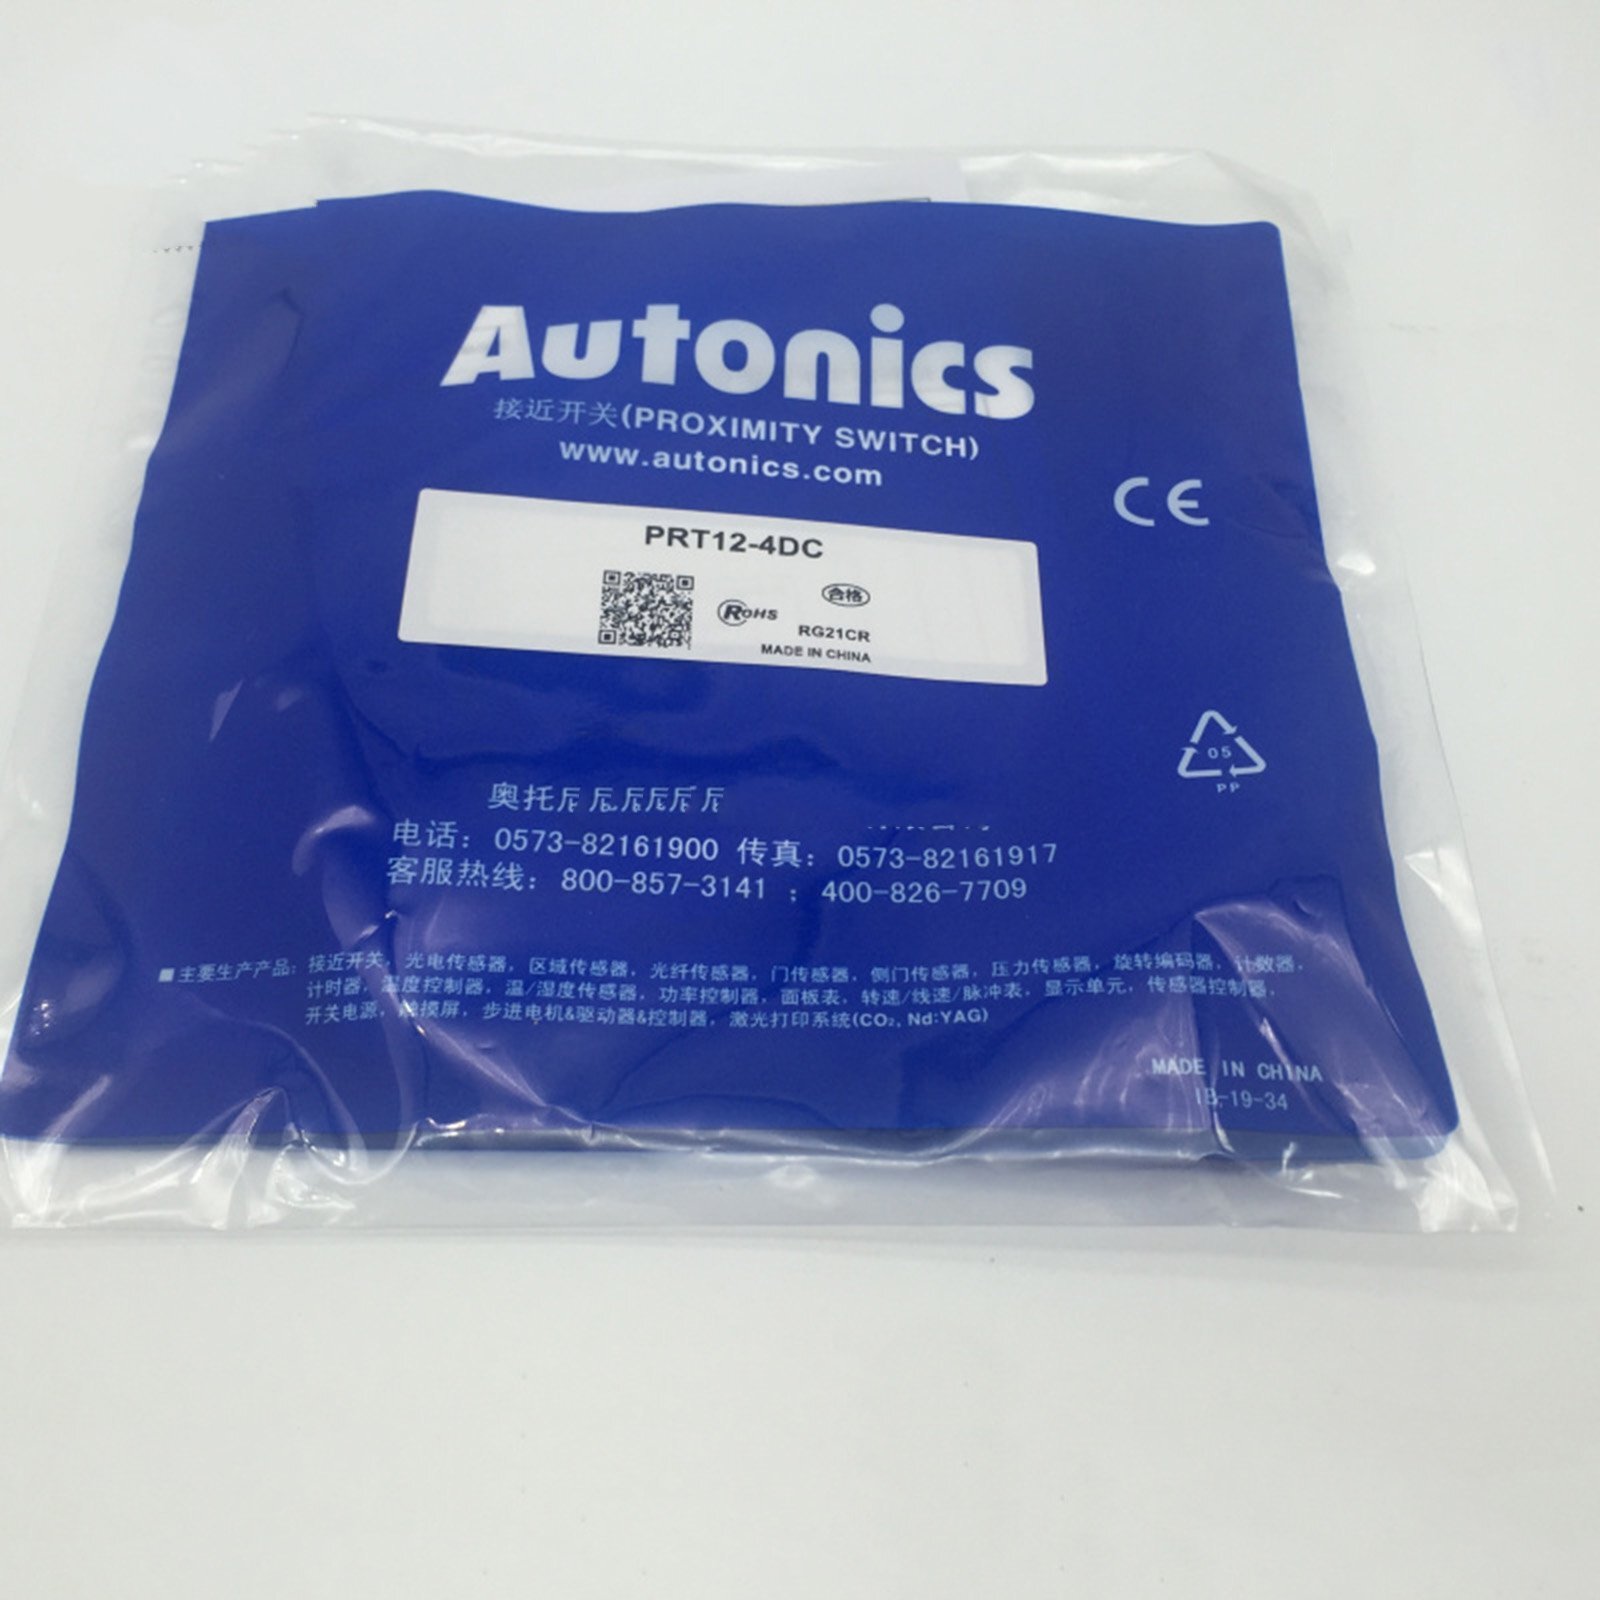 Autonics
接近开关(PROXIMITY SWITCH)
www.autonics.com
CE
PRT12-4DC
合格
RoHS
RG21CR
MADE IN CHINA
05
PP
奥托
电话: 0573-82161900 传真: 0573-82161917
客服热线: 800-857-3141 ; 400-826-7709
■主要生产产品: 接近开关, 光电传感器, 区域传感器, 光纤传感器, 门传感器, 侧门传感器, 压力传感器, 旋转编码器, 计数器,
计时器, 温度控制器, 温/湿度传感器, 功率控制器, 面板表, 转速/线速/脉冲表, 显示单元, 传感器控制器,
开关电源, 触摸屏, 步进电机&驱动器&控制器, 激光打印系统(CO₂, Nd:YAG)
MADE IN CHINA
IB-19-34